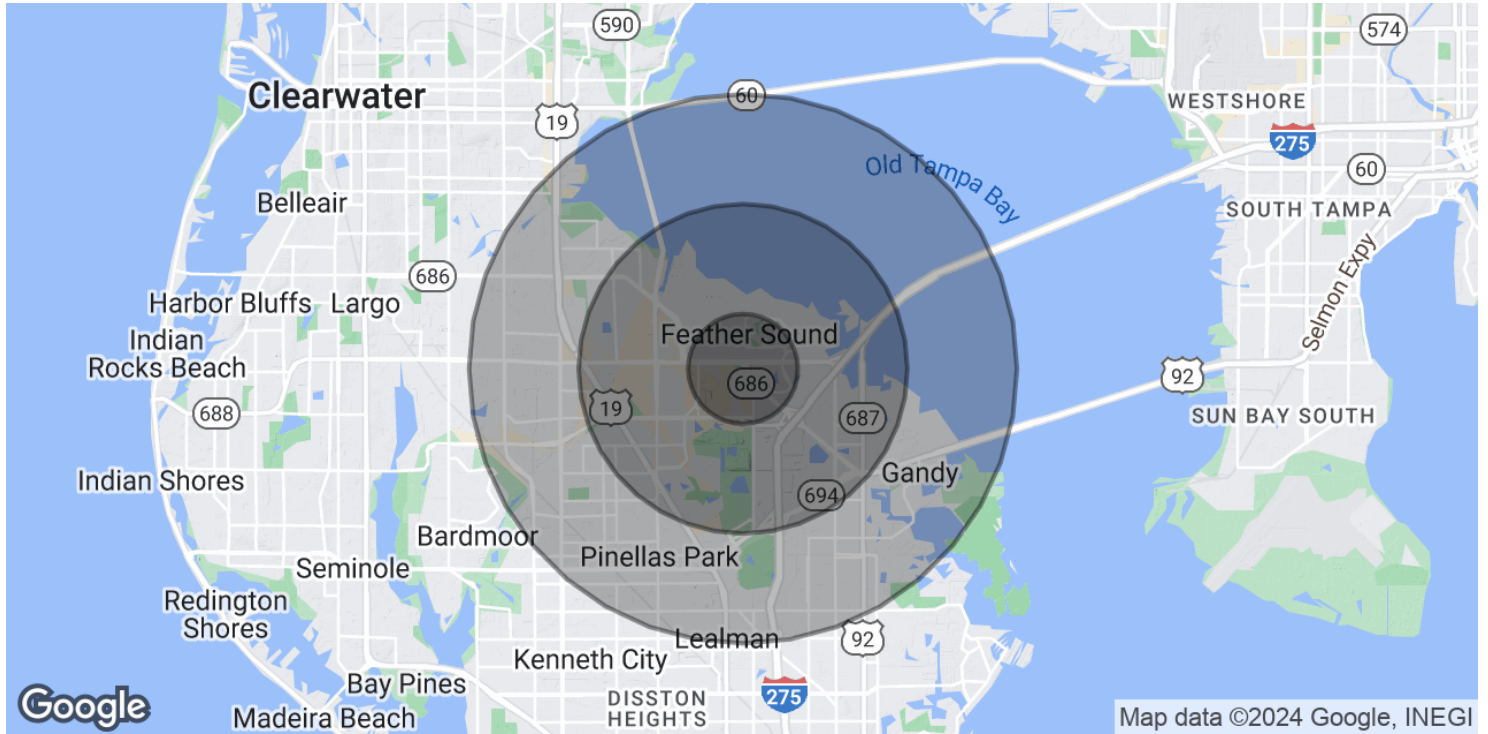 590
574
Clearwater
60
WESTSHORE
19
275
Old Tampa Bay
60
Belleair
SOUTH TAMPA
686
Selmon Expy
Harbor Bluffs
Largo
Indian
Rocks Beach
Feather Sound
686
92
19
688
687
SUN BAY SOUTH
Indian Shores
Gandy
694
Bardmoor
Pinellas Park
Seminole
Redington
Shores
Lealman
92
Kenneth City
Bay Pines
DISSTON
HEIGHTS
275
Madeira Beach
Google
Map data ©2024 Google, INEGI